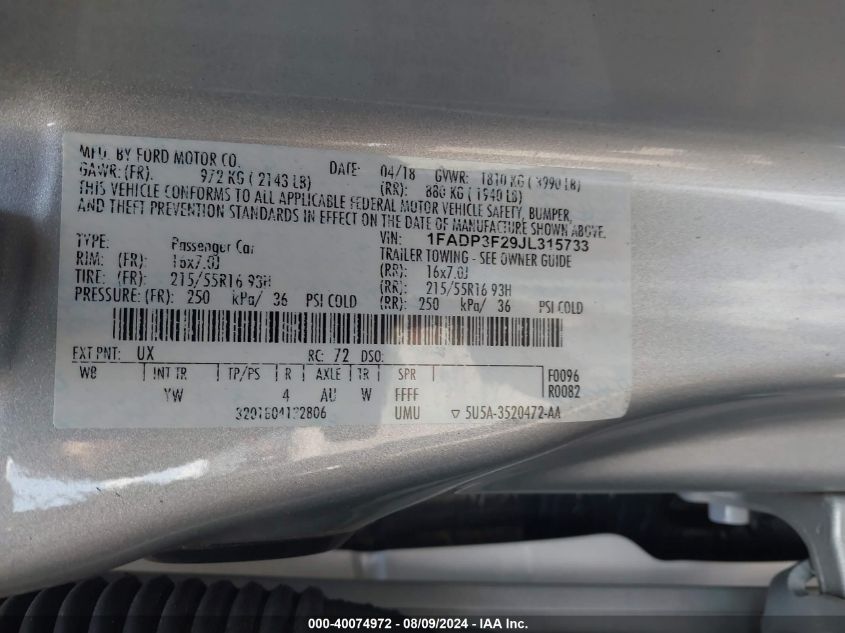 MFD. BY FORD MOTOR CO. DATE: 04/18 GVWR: 1810 KG ( 3990 LB)
GAWR: (FR): 972 KG ( 2143 LB) (RR): 880 KG ( 1940 LB)
THIS VEHICLE CONFORMS TO ALL APPLICABLE FEDERAL MOTOR VEHICLE SAFETY, BUMPER,
AND THEFT PREVENTION STANDARDS IN EFFECT ON THE DATE OF MANUFACTURE SHOWN ABOVE.
VIN: 1FADP3F29JL315733
TYPE: Passenger Car TRAILER TOWING - SEE OWNER GUIDE
RIM: (FR): 16x7.0J (RR): 16x7.0J
TIRE: (FR): 215/55R16 93H (RR): 215/55R16 93H
PRESSURE: (FR): 250 kPa/ 36 PSI COLD (RR): 250 kPa/ 36 PSI COLD
EXT PNT: UX RC: 72 DSO:
WB INT TR TP/PS R AXLE TR SPR F0096
YW 4 AU W FFFF R0082
UMU ▽ 5U5A-3520472-AA
000-40074972 - 08/09/2024 - IAA Inc.